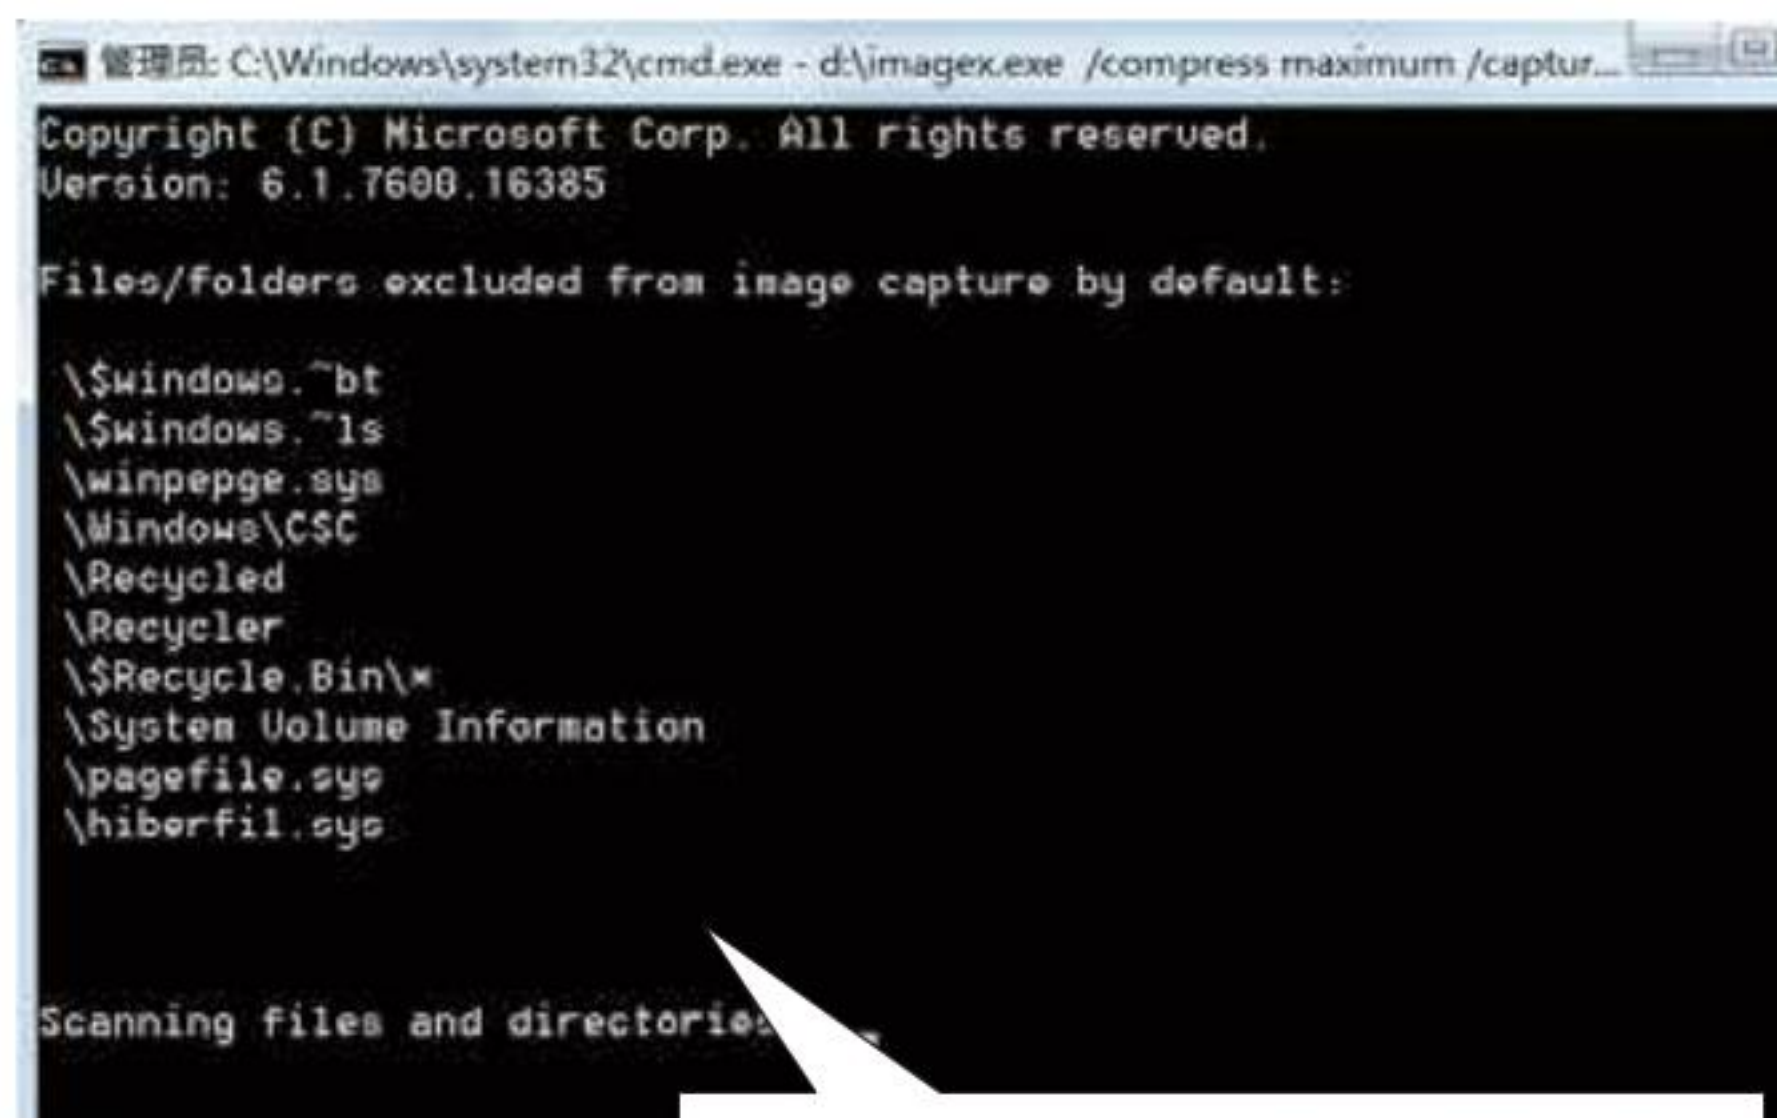 管理员: C:\Windows\system32\cmd.exe - d:\imagex.exe /compress maximum /captur...
Copyright (C) Microsoft Corp. All rights reserved.
Version: 6.1.7600.16385
Files/folders excluded from image capture by default:
\$windows.~bt
\$windows.~ls
\winpepge.sys
\Windows\CSC
\Recycled
\Recycler
\$Recycle.Bin\*
\System Volume Information
\pagefile.sys
\hiberfil.sys
Scanning files and directories